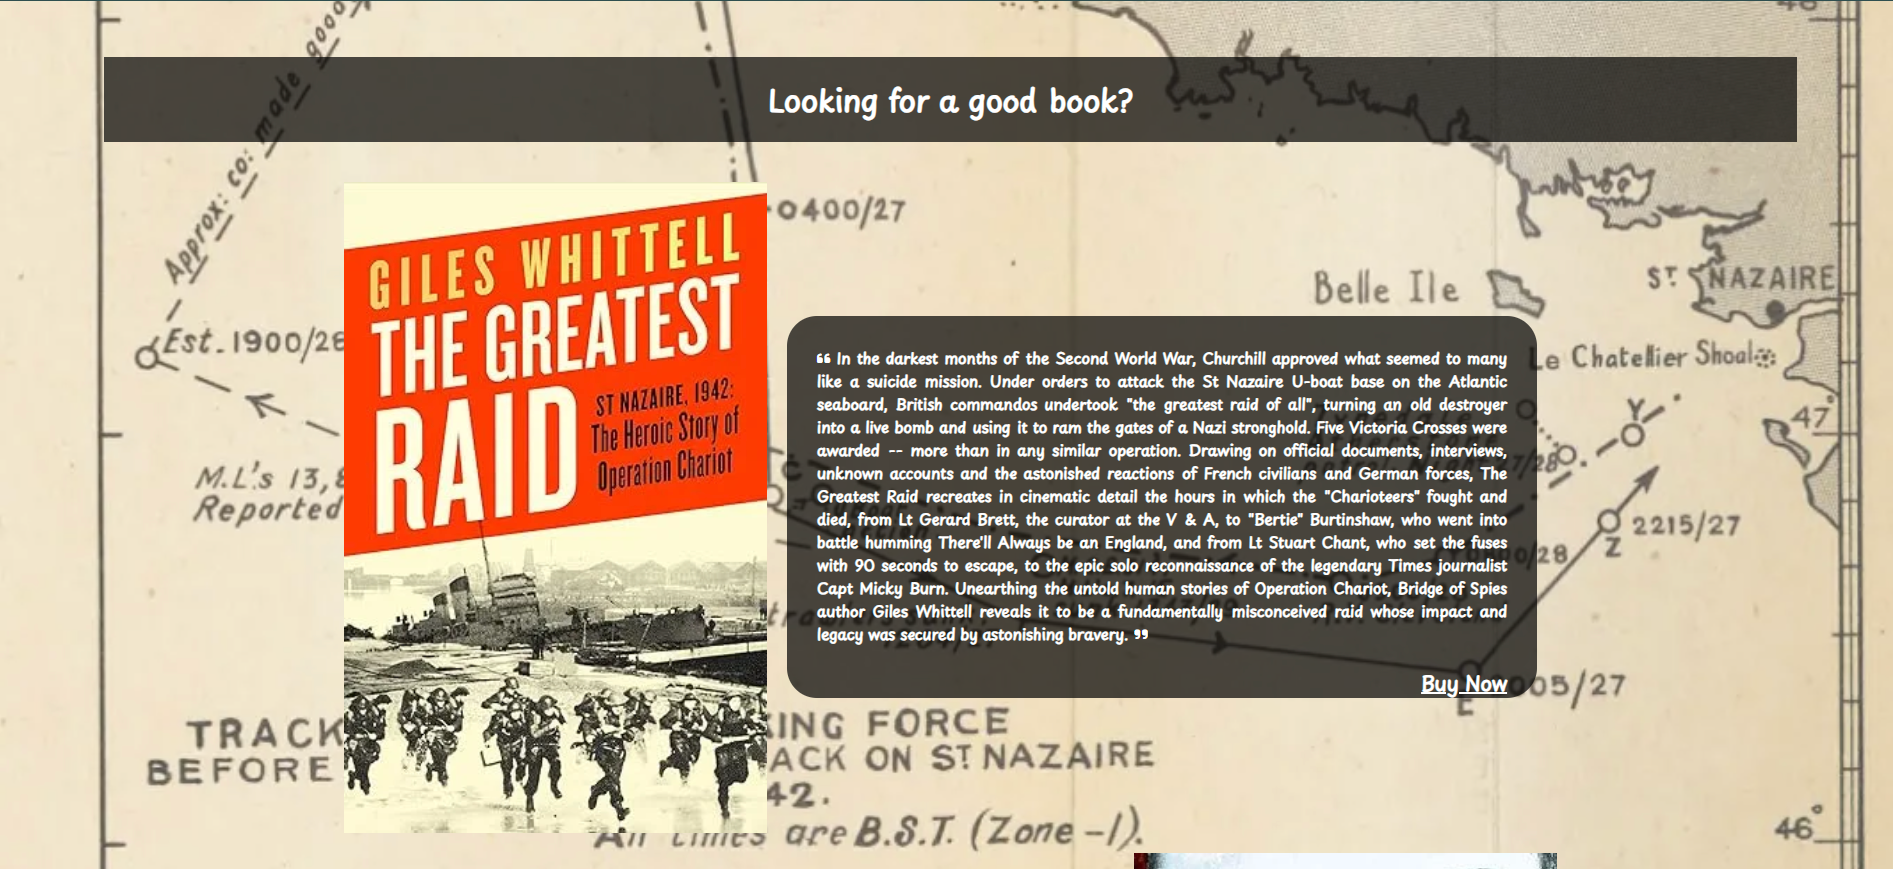 Approx: co: made good
Looking for a good book?
400/27
Belle Ile
ST. NAZAIRE
Est. 1900/28
Le Chatellier Shoal
GILES WHITTELL
THE GREATEST
RAID
ST NAZAIRE, 1942:
The Heroic Story of
Operation Chariot
❝ In the darkest months of the Second World War, Churchill approved what seemed to many
like a suicide mission. Under orders to attack the St Nazaire U-boat base on the Atlantic
seaboard, British commandos undertook "the greatest raid of all", turning an old destroyer
into a live bomb and using it to ram the gates of a Nazi stronghold. Five Victoria Crosses were
awarded -- more than in any similar operation. Drawing on official documents, interviews,
unknown accounts and the astonished reactions of French civilians and German forces, The
Greatest Raid recreates in cinematic detail the hours in which the "Charioteers" fought and
died, from Lt Gerard Brett, the curator at the V & A, to "Bertie" Burtinshaw, who went into
battle humming There'll Always be an England, and from Lt Stuart Chant, who set the fuses
with 90 seconds to escape, to the epic solo reconnaissance of the legendary Times journalist
Capt Micky Burn. Unearthing the untold human stories of Operation Chariot, Bridge of Spies
author Giles Whittell reveals it to be a fundamentally misconceived raid whose impact and
legacy was secured by astonishing bravery. ❞
Buy Now
47°
Y
M.L's 13,
Reported
2215/27
Z
005/27
E
TRACK
KING FORCE
BEFORE
ACK ON ST. NAZAIRE
42.
All times are B.S.T. (Zone -1).
46°